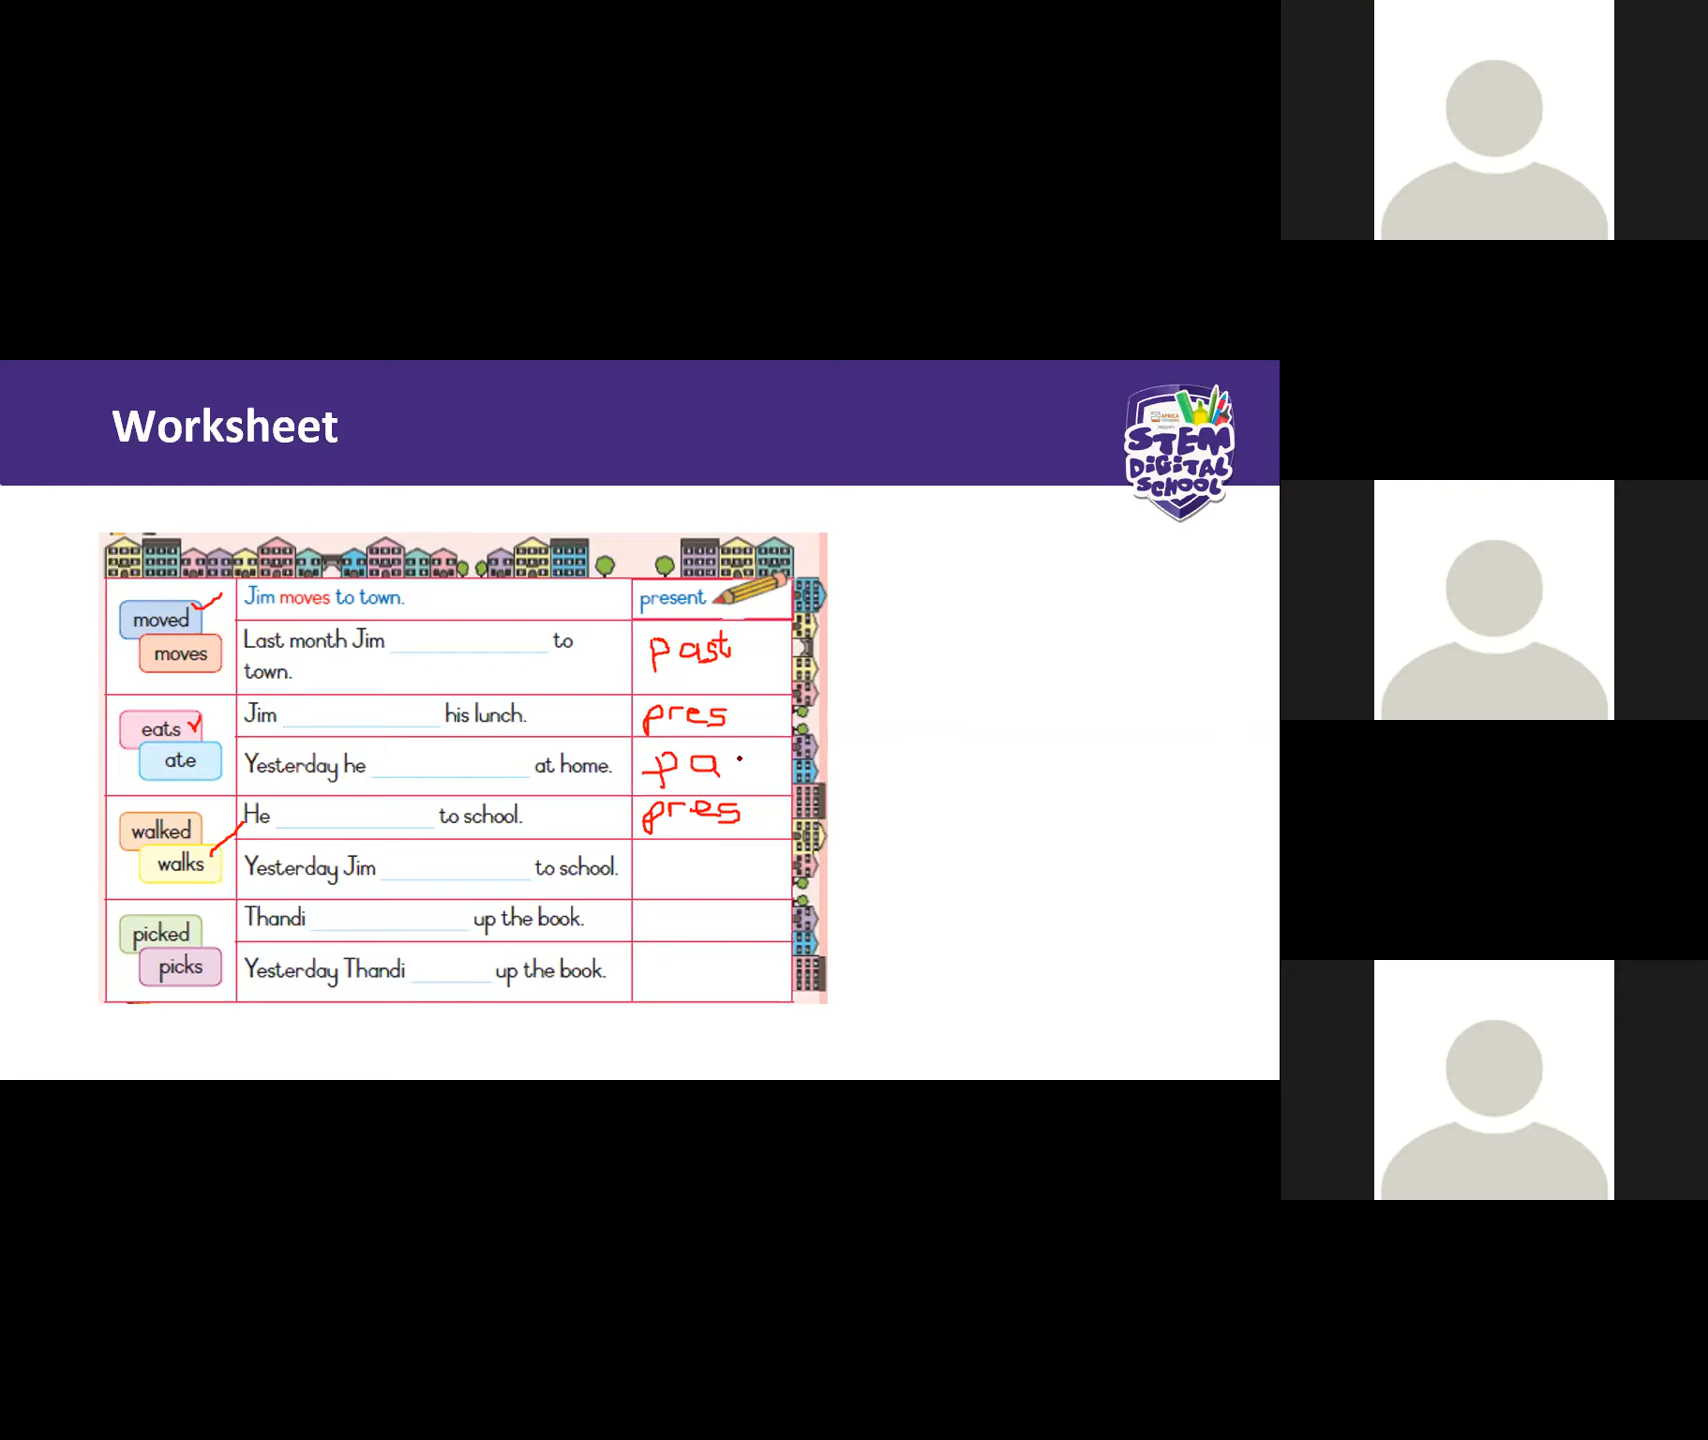 Worksheet
AFRICA
STEM
DIGITAL
SCHOOL
moved
moves
Jim moves to town.
present
Last month Jim to
town.
past
eats
ate
Jim his lunch.
pres
Yesterday he at home.
pa
walked
walks
He to school.
pres
Yesterday Jim to school.
picked
picks
Thandi up the book.
Yesterday Thandi up the book.